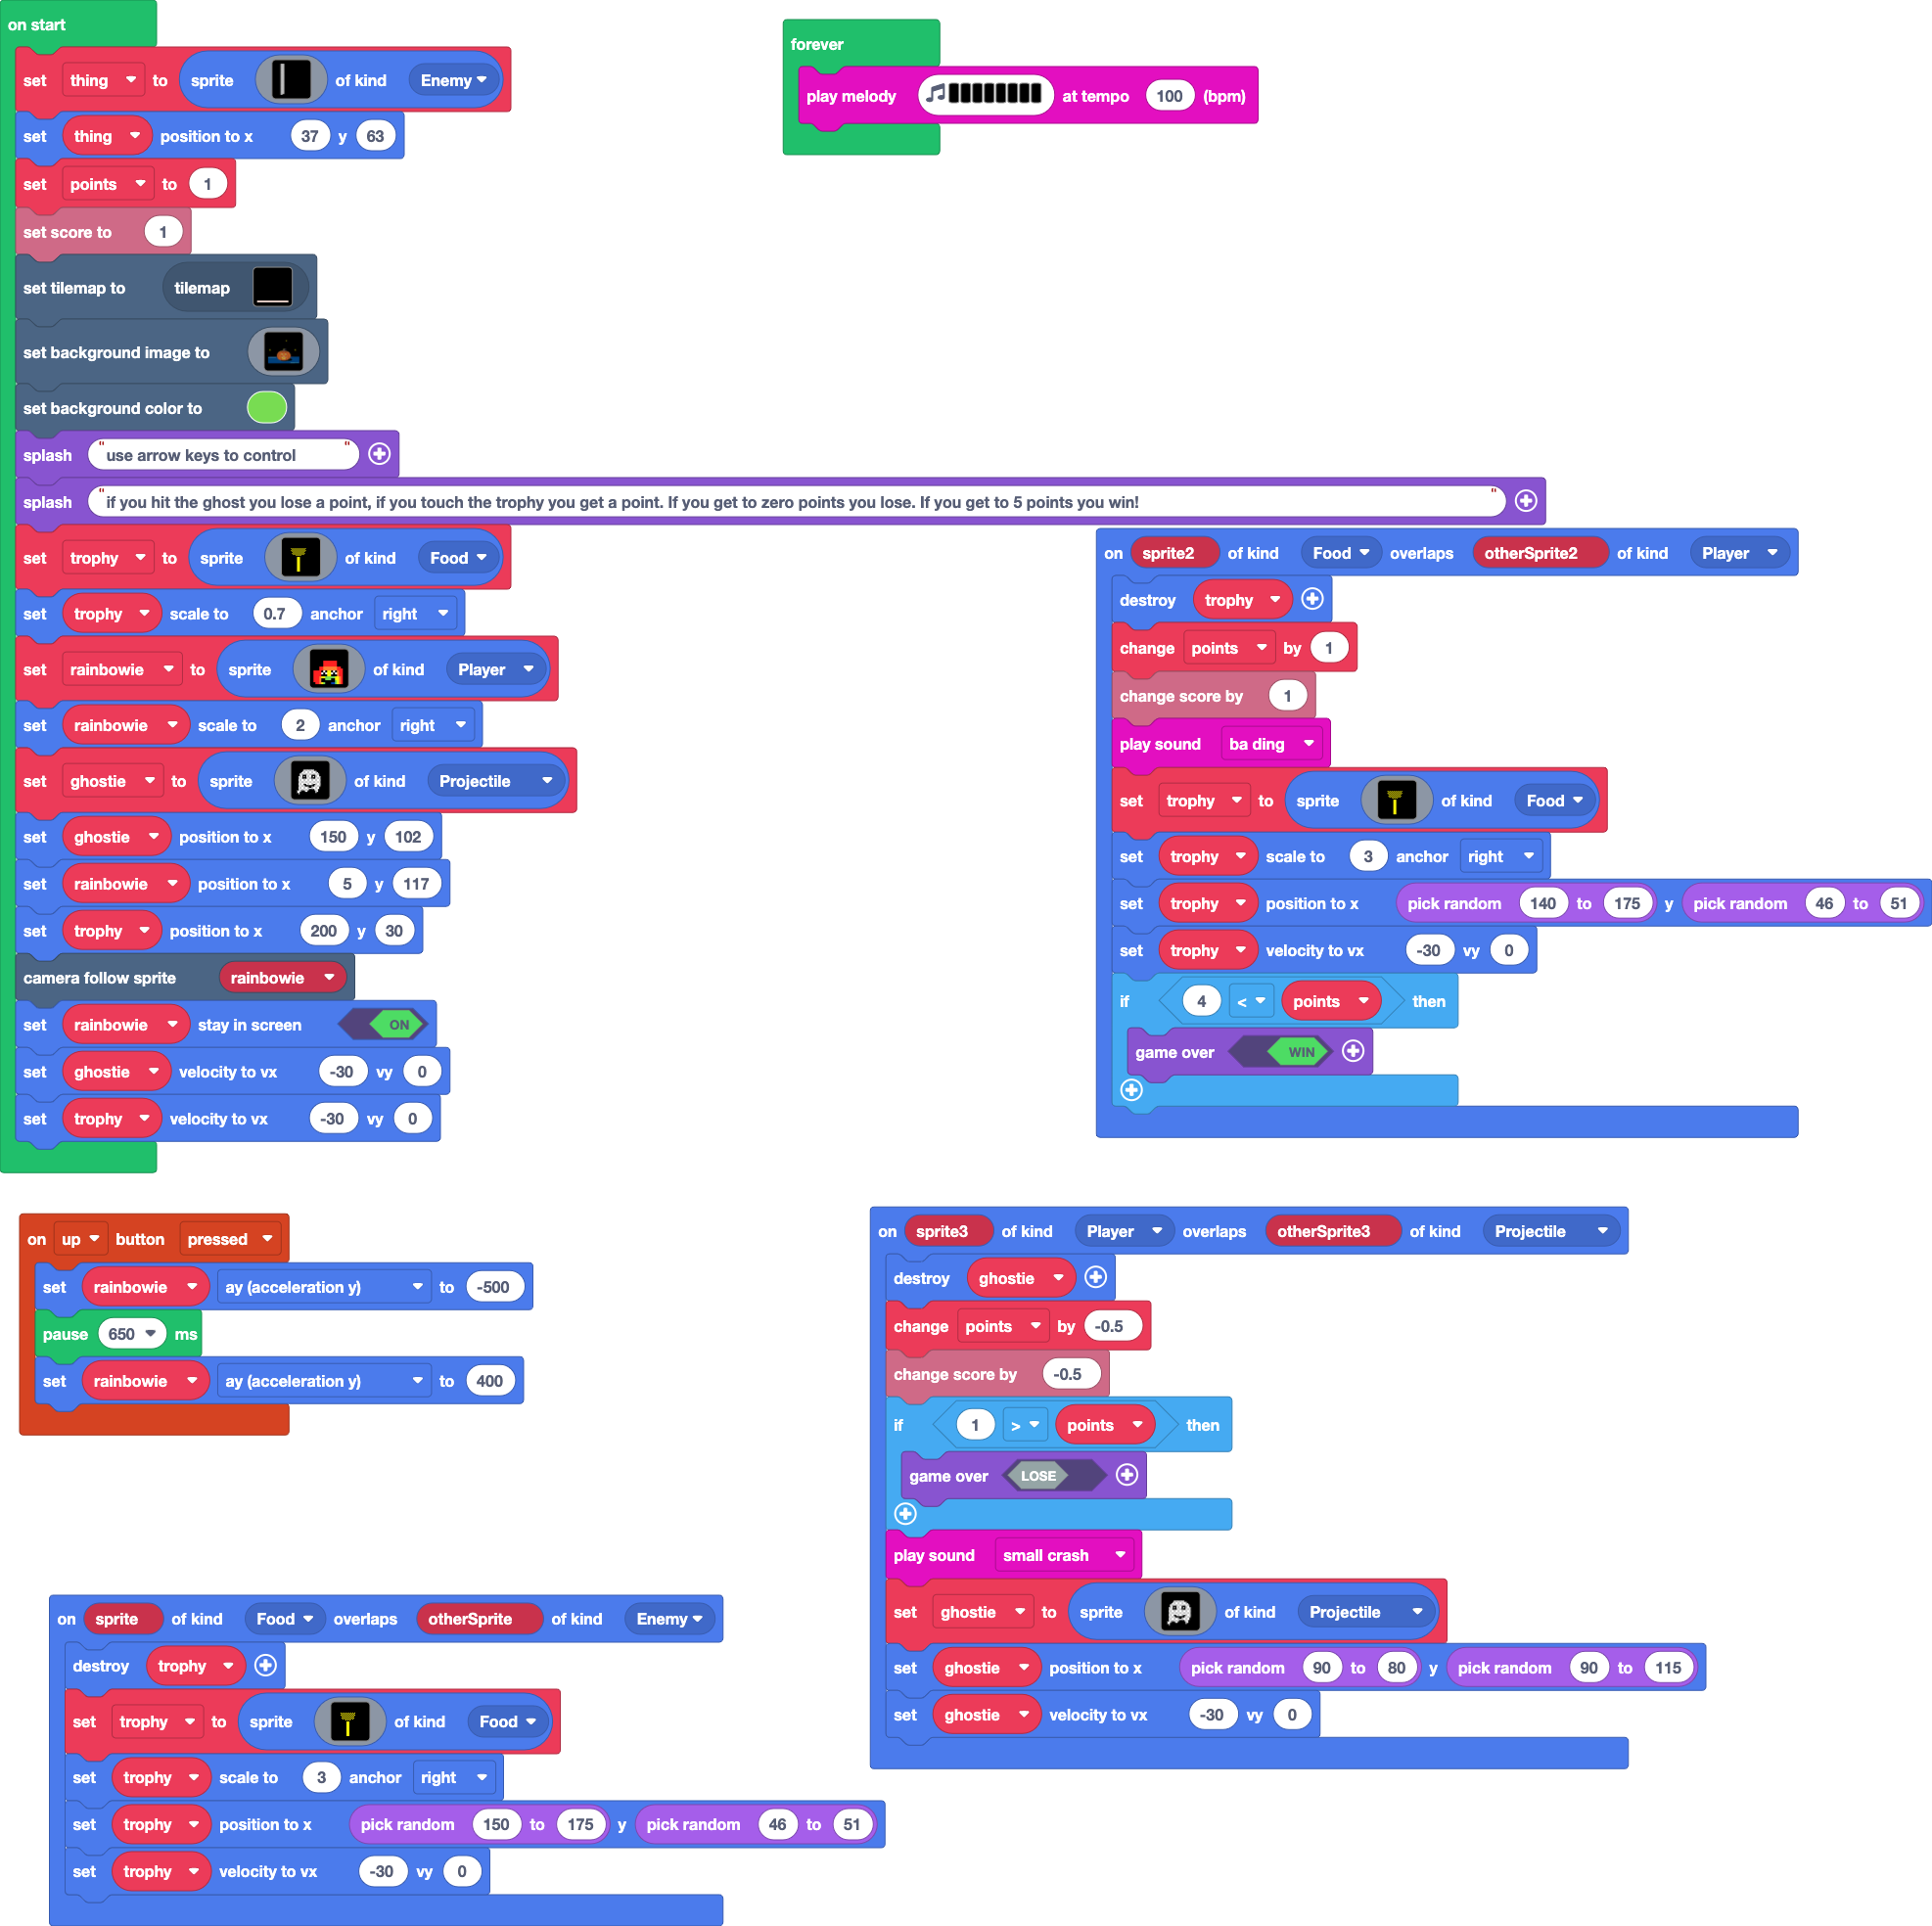 on start
set thing to sprite of kind Enemy
set thing position to x 37 y 63
set points to 1
set score to 1
set tilemap to tilemap
set background image to
set background color to
splash "use arrow keys to control"
splash "if you hit the ghost you lose a point, if you touch the trophy you get a point. If you get to zero points you lose. If you get to 5 points you win!"
set trophy to sprite of kind Food
set trophy scale to 0.7 anchor right
set rainbowie to sprite of kind Player
set rainbowie scale to 2 anchor right
set ghostie to sprite of kind Projectile
set ghostie position to x 150 y 102
set rainbowie position to x 5 y 117
set trophy position to x 200 y 30
camera follow sprite rainbowie
set rainbowie stay in screen ON
set ghostie velocity to vx -30 vy 0
set trophy velocity to vx -30 vy 0
forever
play melody at tempo 100 (bpm)
on sprite2 of kind Food overlaps otherSprite2 of kind Player
destroy trophy
change points by 1
change score by 1
play sound ba ding
set trophy to sprite of kind Food
set trophy scale to 3 anchor right
set trophy position to x pick random 140 to 175 y pick random 46 to 51
set trophy velocity to vx -30 vy 0
if 4 < points then
game over WIN
on up button pressed
set rainbowie ay (acceleration y) to -500
pause 650 ms
set rainbowie ay (acceleration y) to 400
on sprite3 of kind Player overlaps otherSprite3 of kind Projectile
destroy ghostie
change points by -0.5
change score by -0.5
if 1 > points then
game over LOSE
play sound small crash
set ghostie to sprite of kind Projectile
set ghostie position to x pick random 90 to 80 y pick random 90 to 115
set ghostie velocity to vx -30 vy 0
on sprite of kind Food overlaps otherSprite of kind Enemy
destroy trophy
set trophy to sprite of kind Food
set trophy scale to 3 anchor right
set trophy position to x pick random 150 to 175 y pick random 46 to 51
set trophy velocity to vx -30 vy 0